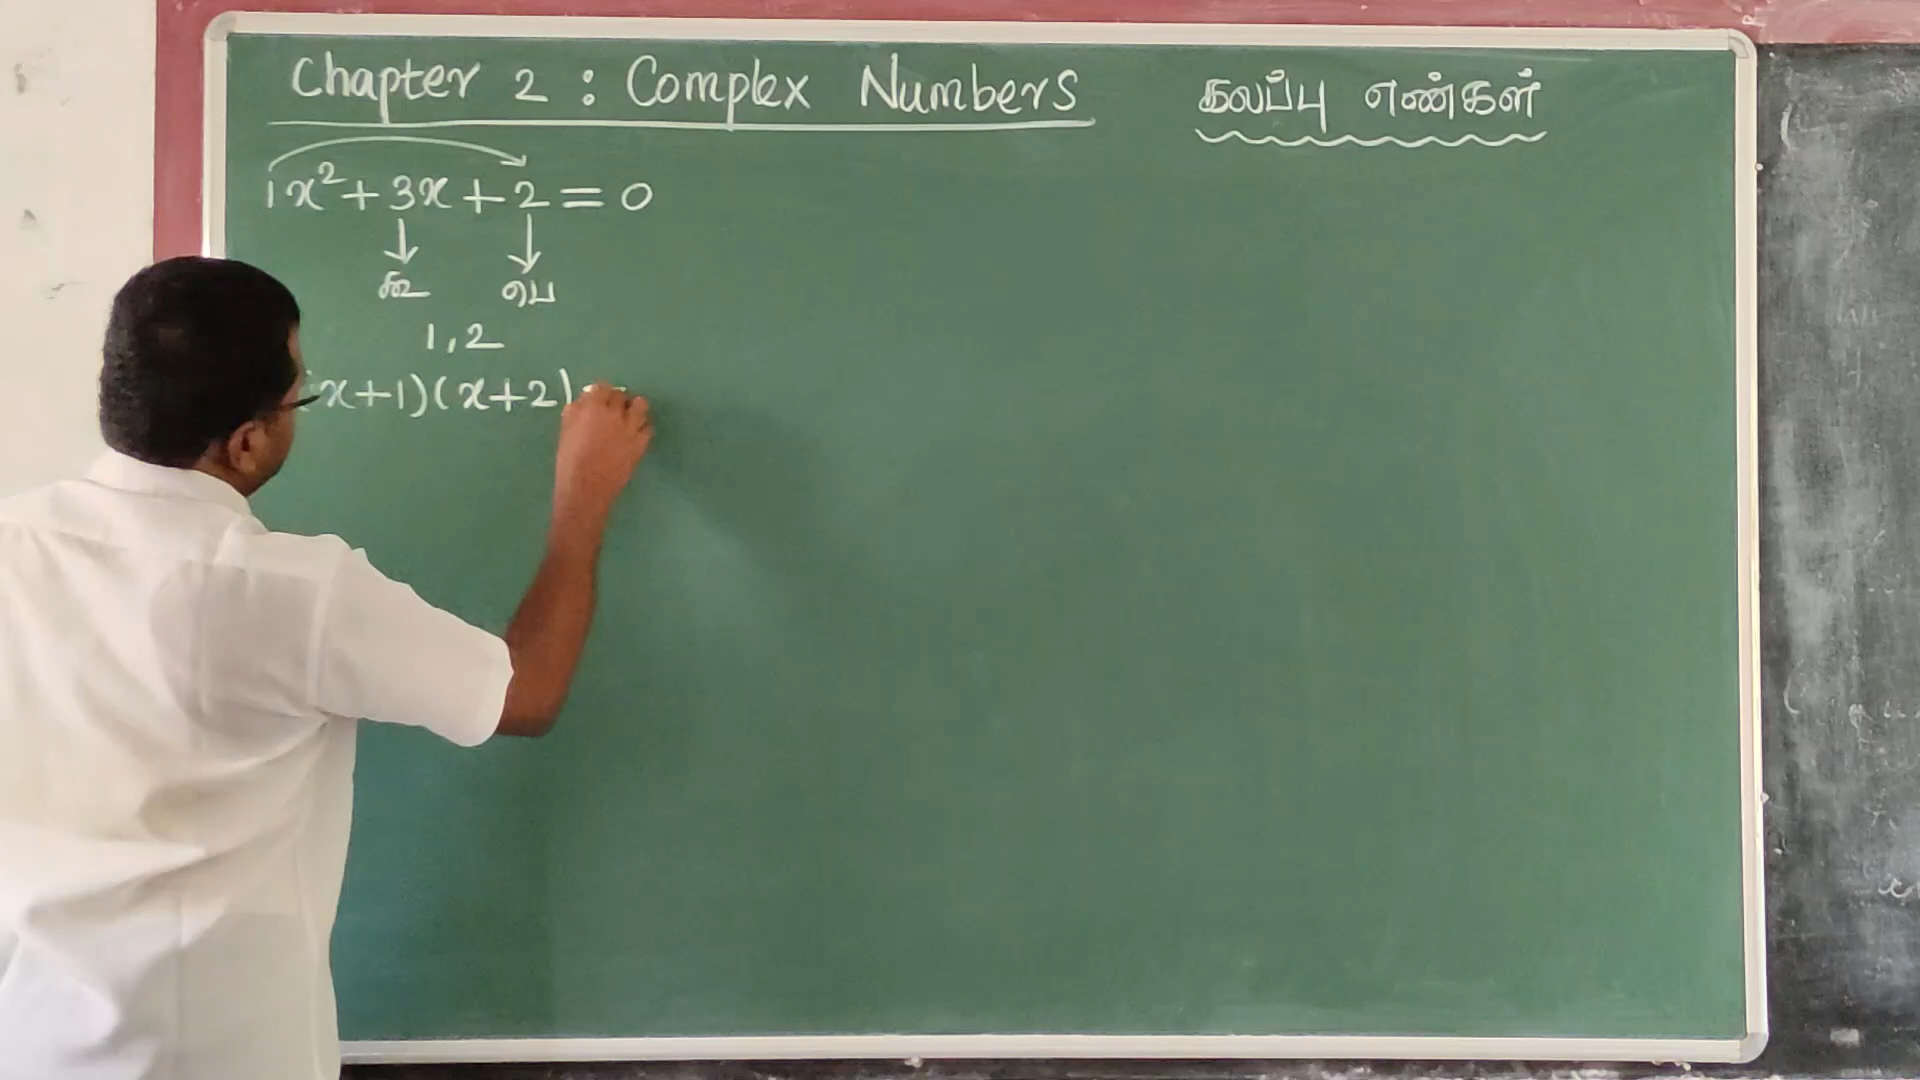 Chapter 2 : Complex Numbers கலப்பு எண்கள்
1x² + 3x + 2 = 0
↓ ↓
கூ பெ
1, 2
(x+1)(x+2) =